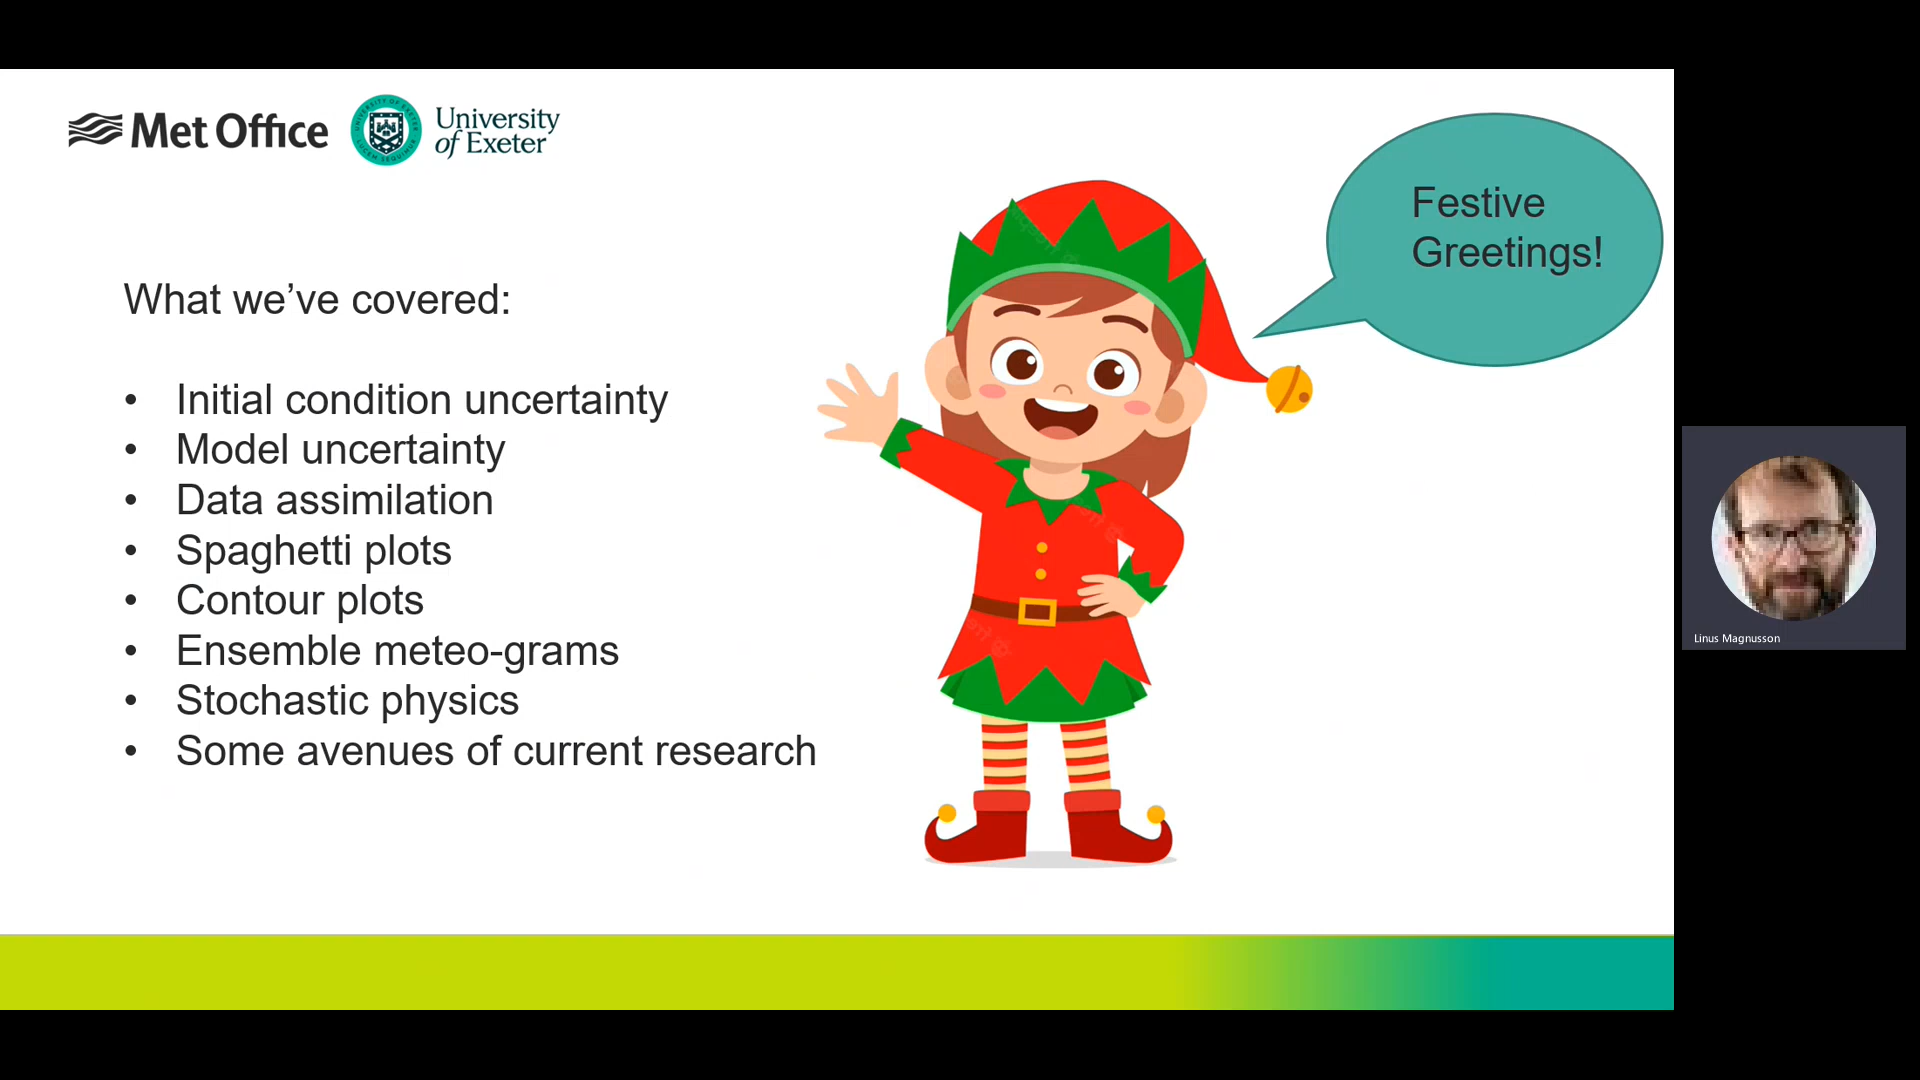 Met Office
University
of Exeter
Festive
Greetings!
What we’ve covered:
• Initial condition uncertainty
• Model uncertainty
• Data assimilation
• Spaghetti plots
• Contour plots
• Ensemble meteo-grams
• Stochastic physics
• Some avenues of current research
Linus Magnusson